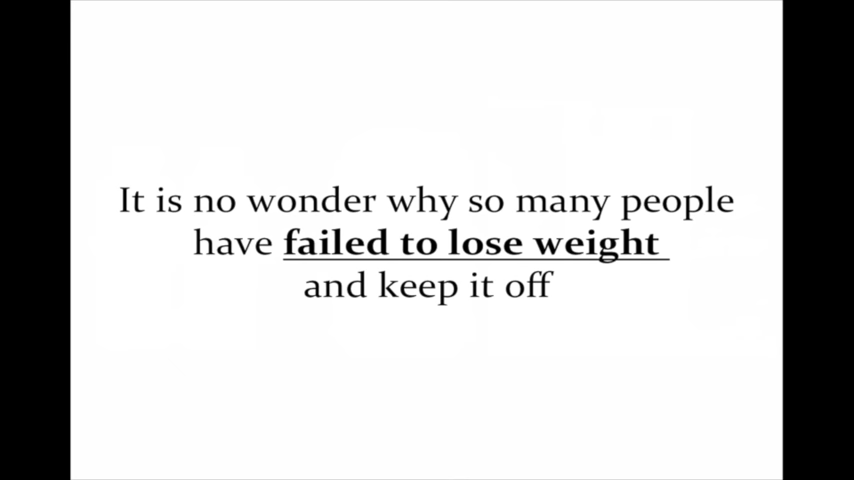 It is no wonder why so many people
have failed to lose weight
and keep it off